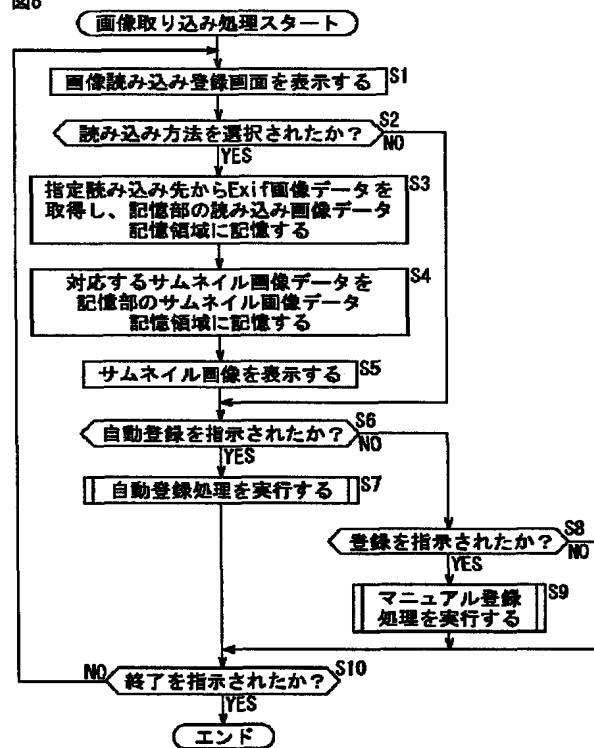 図8
画像取り込み処理スタート
画像読み込み登録画面を表示する
S1
読み込み方法を選択されたか？
S2
NO
YES
指定読み込み先からExif画像データを
取得し、記憶部の読み込み画像データ
記憶領域に記憶する
S3
対応するサムネイル画像データを
記憶部のサムネイル画像データ
記憶領域に記憶する
S4
サムネイル画像を表示する
S5
自動登録を指示されたか？
S6
NO
YES
自動登録処理を実行する
S7
登録を指示されたか？
S8
NO
YES
マニュアル登録
処理を実行する
S9
NO
終了を指示されたか？
S10
YES
エンド